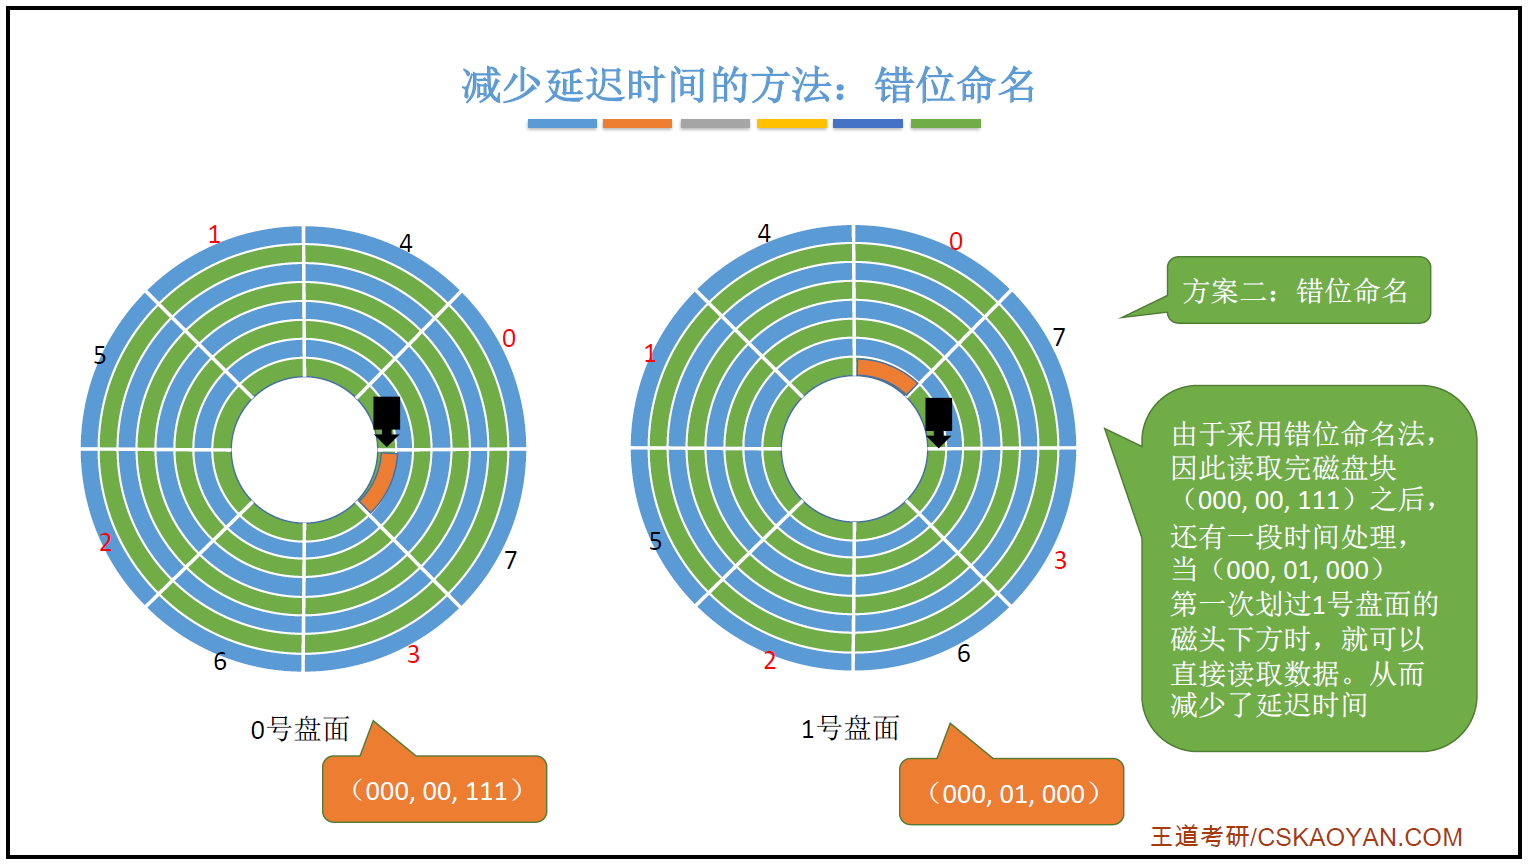 减少延迟时间的方法：错位命名
1
4
5
0
2
7
6
3
0号盘面
（000, 00, 111）
4
0
1
7
5
3
2
6
1号盘面
（000, 01, 000）
方案二：错位命名
由于采用错位命名法，
因此读取完磁盘块
（000, 00, 111）之后，
还有一段时间处理，
当（000, 01, 000）
第一次划过1号盘面的
磁头下方时，就可以
直接读取数据。从而
减少了延迟时间
王道考研/CSKAOYAN.COM